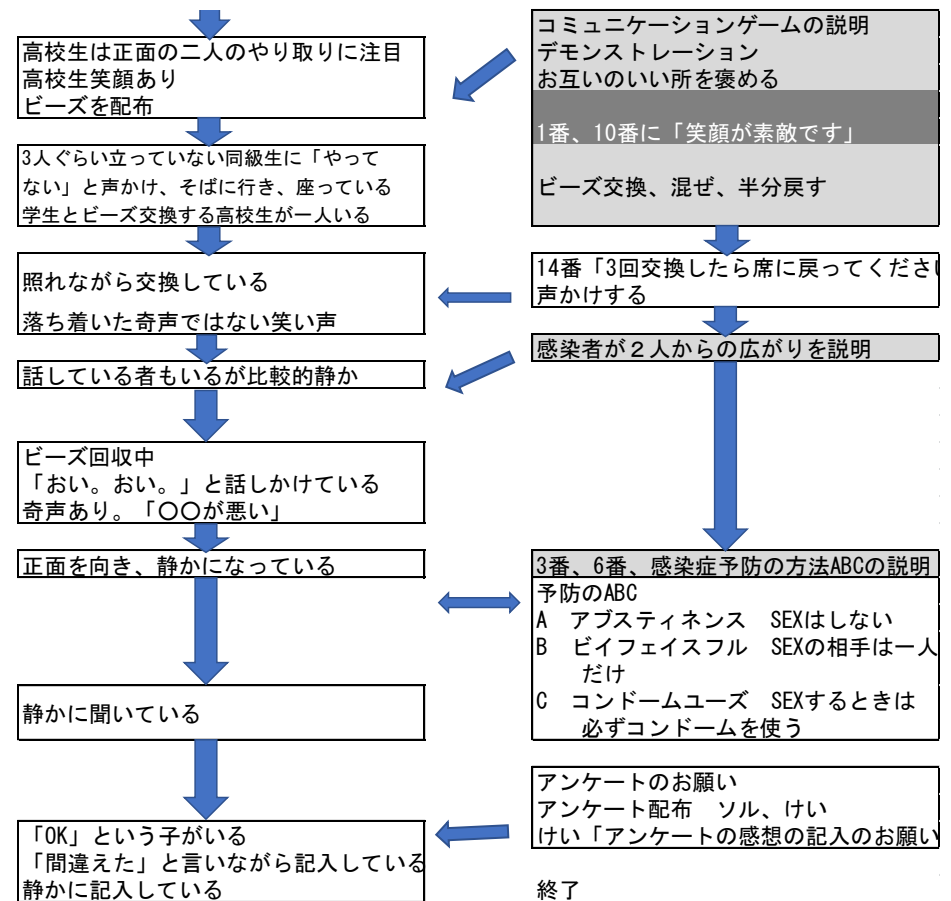 高校生は正面の二人のやり取りに注目
高校生笑顔あり
ビーズを配布
3人ぐらい立っていない同級生に「やって
ない」と声かけ、そばに行き、座っている
学生とビーズ交換する高校生が一人いる
照れながら交換している
落ち着いた奇声ではない笑い声
話している者もいるが比較的静か
ビーズ回収中
「おい。おい。」と話しかけている
奇声あり。「〇〇が悪い」
正面を向き、静かになっている
静かに聞いている
「OK」という子がいる
「間違えた」と言いながら記入している
静かに記入している
コミュニケーションゲームの説明
デモンストレーション
お互いのいい所を褒める
1番、10番に「笑顔が素敵です」
ビーズ交換、混ぜ、半分戻す
14番「3回交換したら席に戻ってくださ
声かけする
感染者が２人からの広がりを説明
3番、6番、感染症予防の方法ABCの説明
予防のABC
A　アブスティネンス　SEXはしない
B　ビイフェイスフル　SEXの相手は一人
だけ
C　コンドームユーズ　SEXするときは
必ずコンドームを使う
アンケートのお願い
アンケート配布　ソル、けい
けい「アンケートの感想の記入のお願い
終了